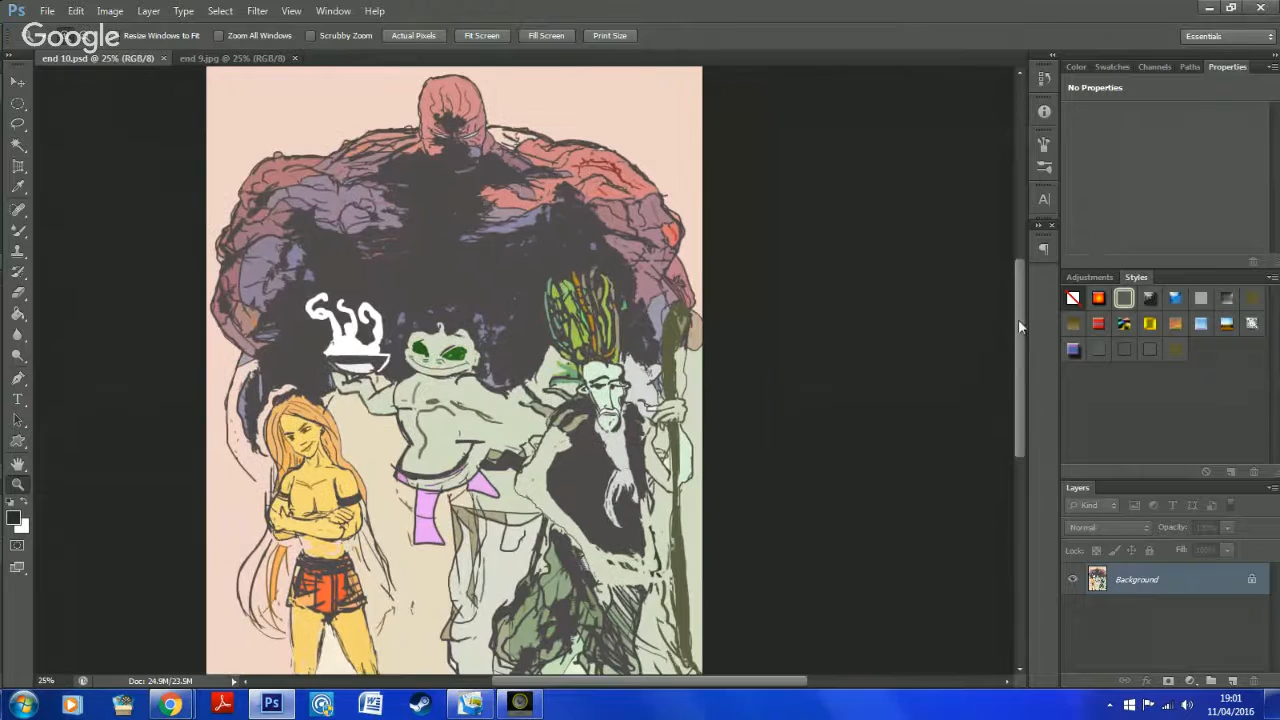 Ps File Edit Image Layer Type Select Filter View Window Help
Google Resize Windows to Fit Zoom All Windows Scrubby Zoom Actual Pixels Fit Screen Fill Screen Print Size Essentials
end 10.psd @ 25% (RGB/8) × end 9.jpg @ 25% (RGB/8) ×
Color Swatches Channels Paths Properties
No Properties
Adjustments Styles
Layers
Kind
Normal Opacity:
Lock: Fill: 100%
Background
25% Doc: 24.9M/23.5M
19:01
11/04/2016